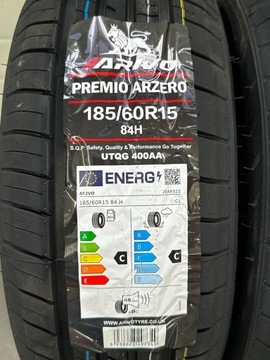 ARIVO
PREMIO ARZERO
185/60R15
84H
S.Q.P Safety, Quality & Performance Go Together
UTQG 400AA
ENERG
ARIVO
185/60R15 84 H
C1
A
B
C
D
E
C
A
B
C
D
E
C
WWW.ARIVOTYRE.COM